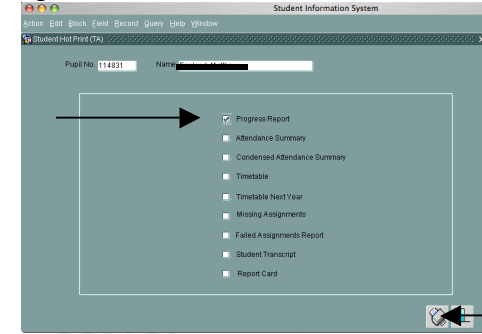 Student Information System
Action Edit Block Field Record Query Help Window
Student Hot Print (TA)
Pupil No. 114831 Name
Progress Report
Attendance Summary
Condensed Attendance Summary
Timetable
Timetable Next Year
Missing Assignments
Failed Assignments Report
Student Transcript
Report Card